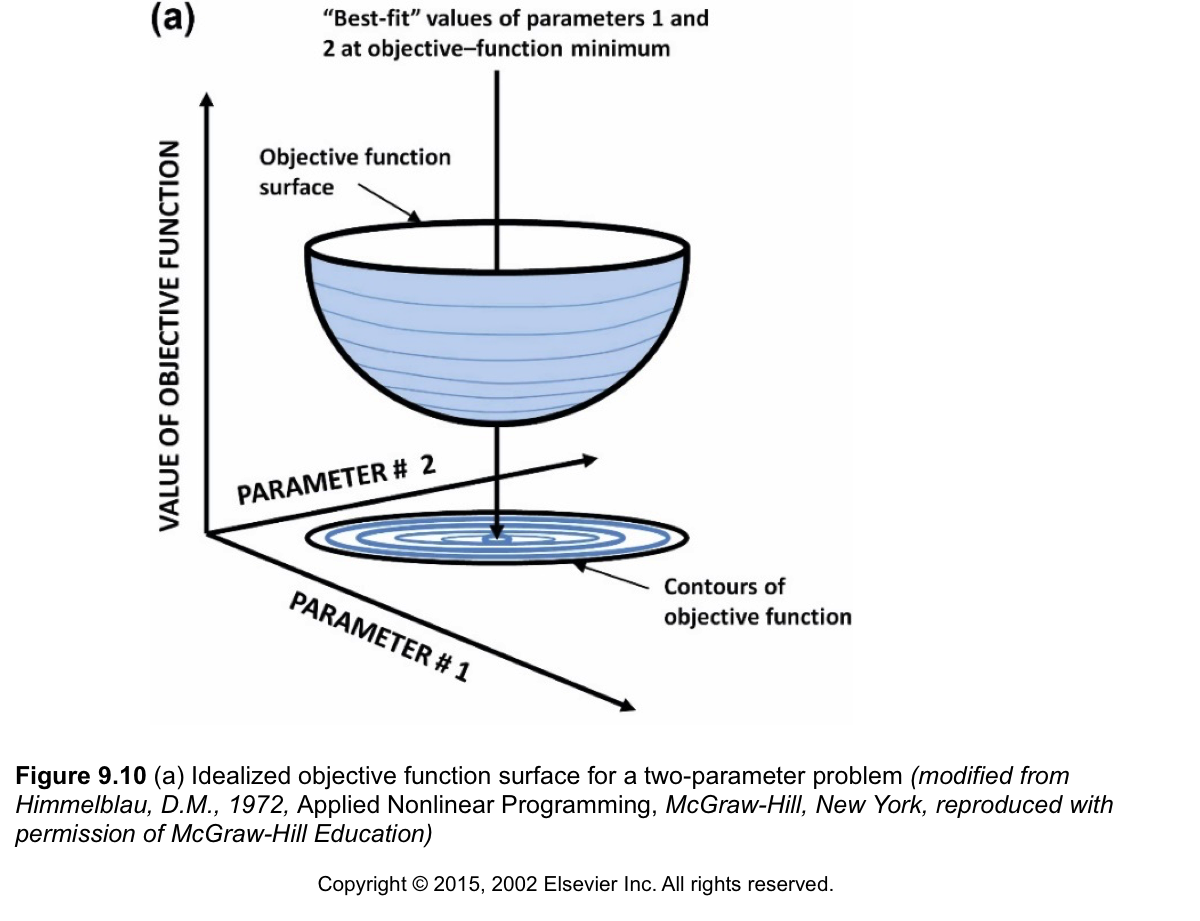 (a)
“Best-fit” values of parameters 1 and
2 at objective–function minimum
Objective function
surface
VALUE OF OBJECTIVE FUNCTION
PARAMETER # 2
PARAMETER # 1
Contours of
objective function
Figure 9.10 (a) Idealized objective function surface for a two-parameter problem (modified from
Himmelblau, D.M., 1972, Applied Nonlinear Programming, McGraw-Hill, New York, reproduced with
permission of McGraw-Hill Education)
Copyright © 2015, 2002 Elsevier Inc. All rights reserved.